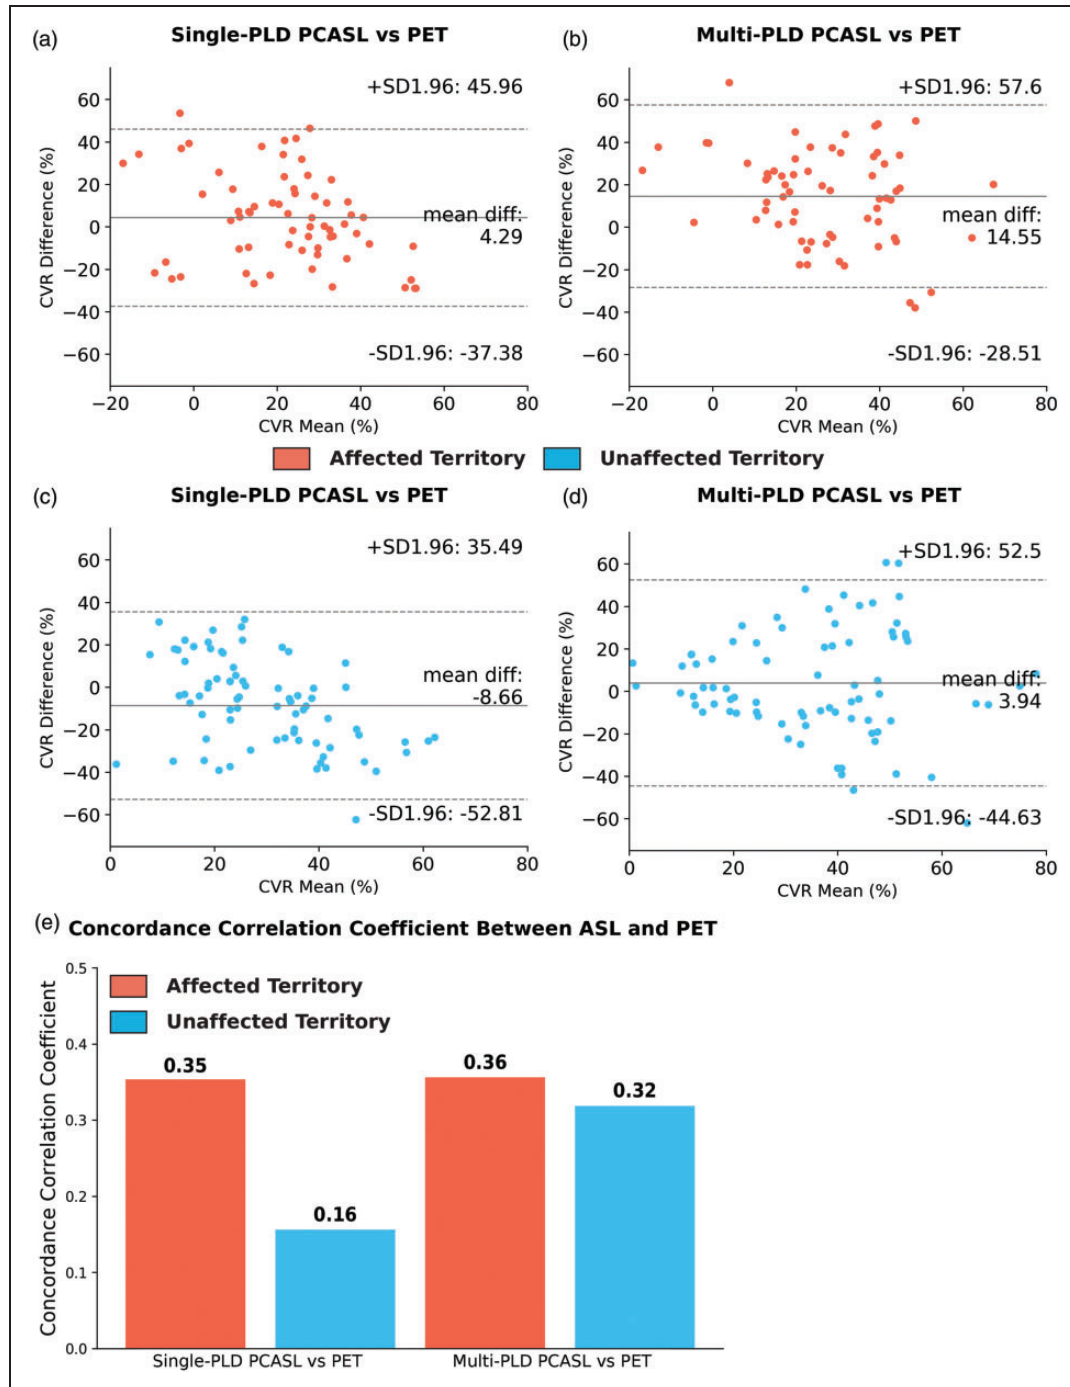 (a)
Single-PLD PCASL vs PET
+SD1.96: 45.96
60
40
20
0
−20
−40
−60
CVR Difference (%)
mean diff:
4.29
-SD1.96: -37.38
−20
0
20
40
60
80
CVR Mean (%)
(b)
Multi-PLD PCASL vs PET
+SD1.96: 57.6
60
40
20
0
−20
−40
−60
CVR Difference (%)
mean diff:
14.55
-SD1.96: -28.51
−20
0
20
40
60
80
CVR Mean (%)
Affected Territory
Unaffected Territory
(c)
Single-PLD PCASL vs PET
+SD1.96: 35.49
60
40
20
0
−20
−40
−60
CVR Difference (%)
mean diff:
-8.66
-SD1.96: -52.81
0
20
40
60
80
CVR Mean (%)
(d)
Multi-PLD PCASL vs PET
+SD1.96: 52.5
60
40
20
0
−20
−40
−60
CVR Difference (%)
mean diff:
3.94
-SD1.96: -44.63
0
20
40
60
80
CVR Mean (%)
(e)
Concordance Correlation Coefficient Between ASL and PET
0.5
0.4
0.3
0.2
0.1
0.0
Concordance Correlation Coefficient
Affected Territory
Unaffected Territory
0.35
0.16
0.36
0.32
Single-PLD PCASL vs PET
Multi-PLD PCASL vs PET